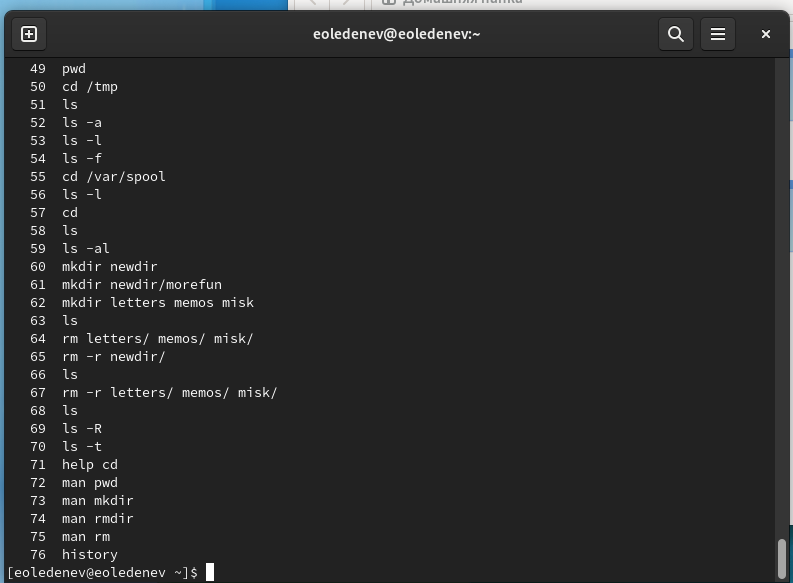 Домашняя папка
eoledenev@eoledenev:~
49 pwd
50 cd /tmp
51 ls
52 ls -a
53 ls -l
54 ls -f
55 cd /var/spool
56 ls -l
57 cd
58 ls
59 ls -al
60 mkdir newdir
61 mkdir newdir/morefun
62 mkdir letters memos misk
63 ls
64 rm letters/ memos/ misk/
65 rm -r newdir/
66 ls
67 rm -r letters/ memos/ misk/
68 ls
69 ls -R
70 ls -t
71 help cd
72 man pwd
73 man mkdir
74 man rmdir
75 man rm
76 history
[eoledenev@eoledenev ~]$